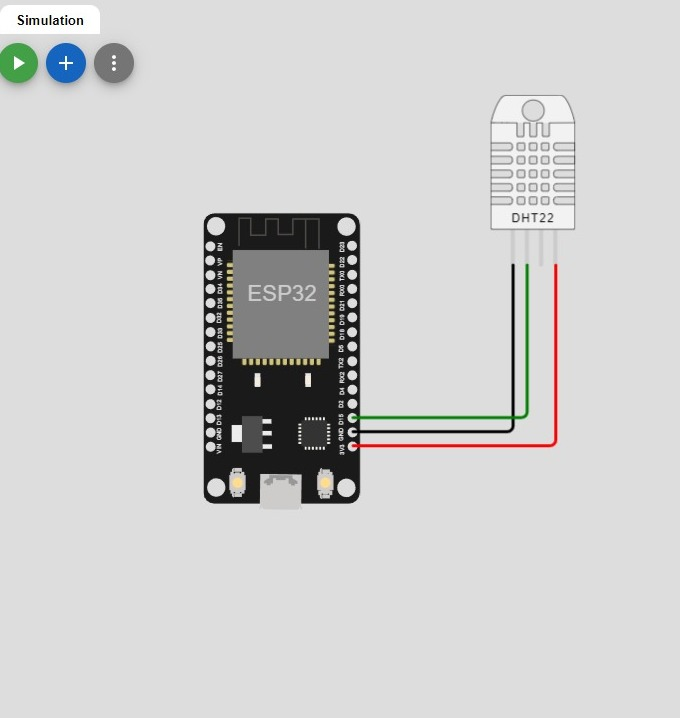 Simulation
DHT22
ESP32
EN
VP
VN
D34
D35
D32
D33
D25
D26
D27
D14
D12
D13
GND
VIN
D23
D22
TX0
RX0
D21
D19
D18
D5
TX2
RX2
D4
D2
D15
GND
3V3